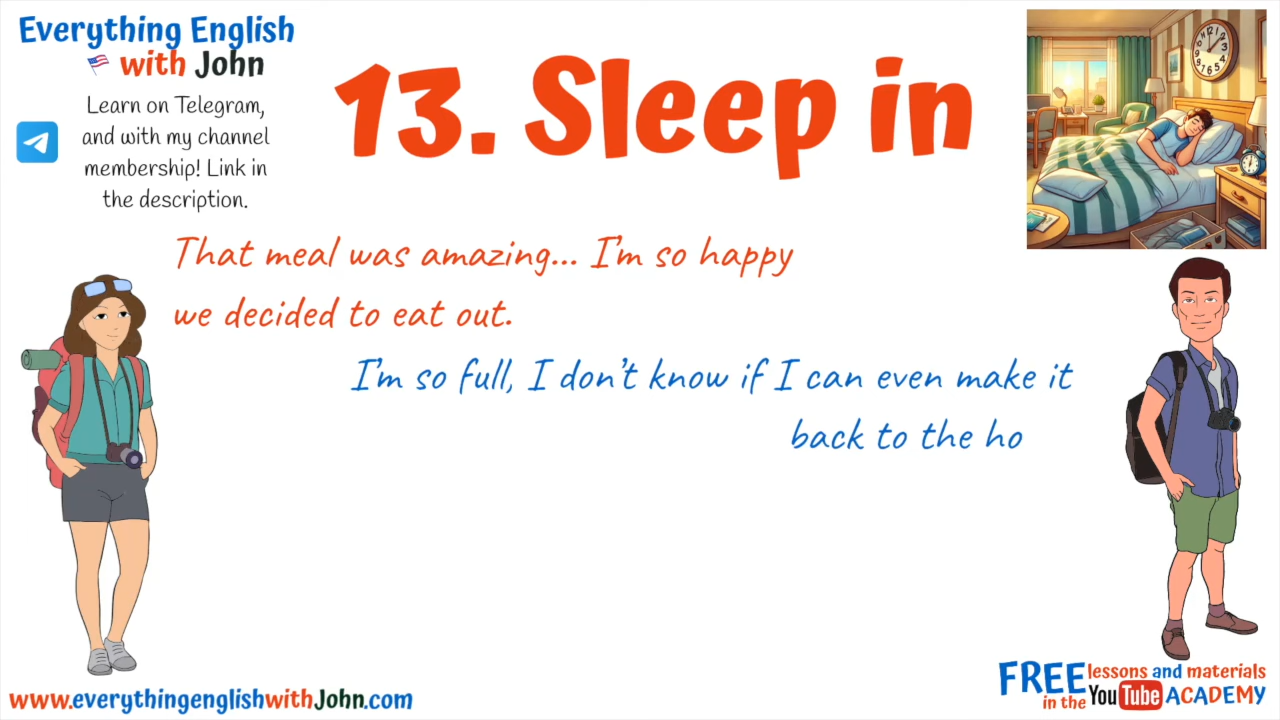 Everything English
with John
Learn on Telegram,
and with my channel
membership! Link in
the description.
13. Sleep in
That meal was amazing... I'm so happy
we decided to eat out.
I'm so full, I don't know if I can even make it
back to the ho
www.everythingenglishwithJohn.com
FREE lessons and materials
in the YouTube ACADEMY